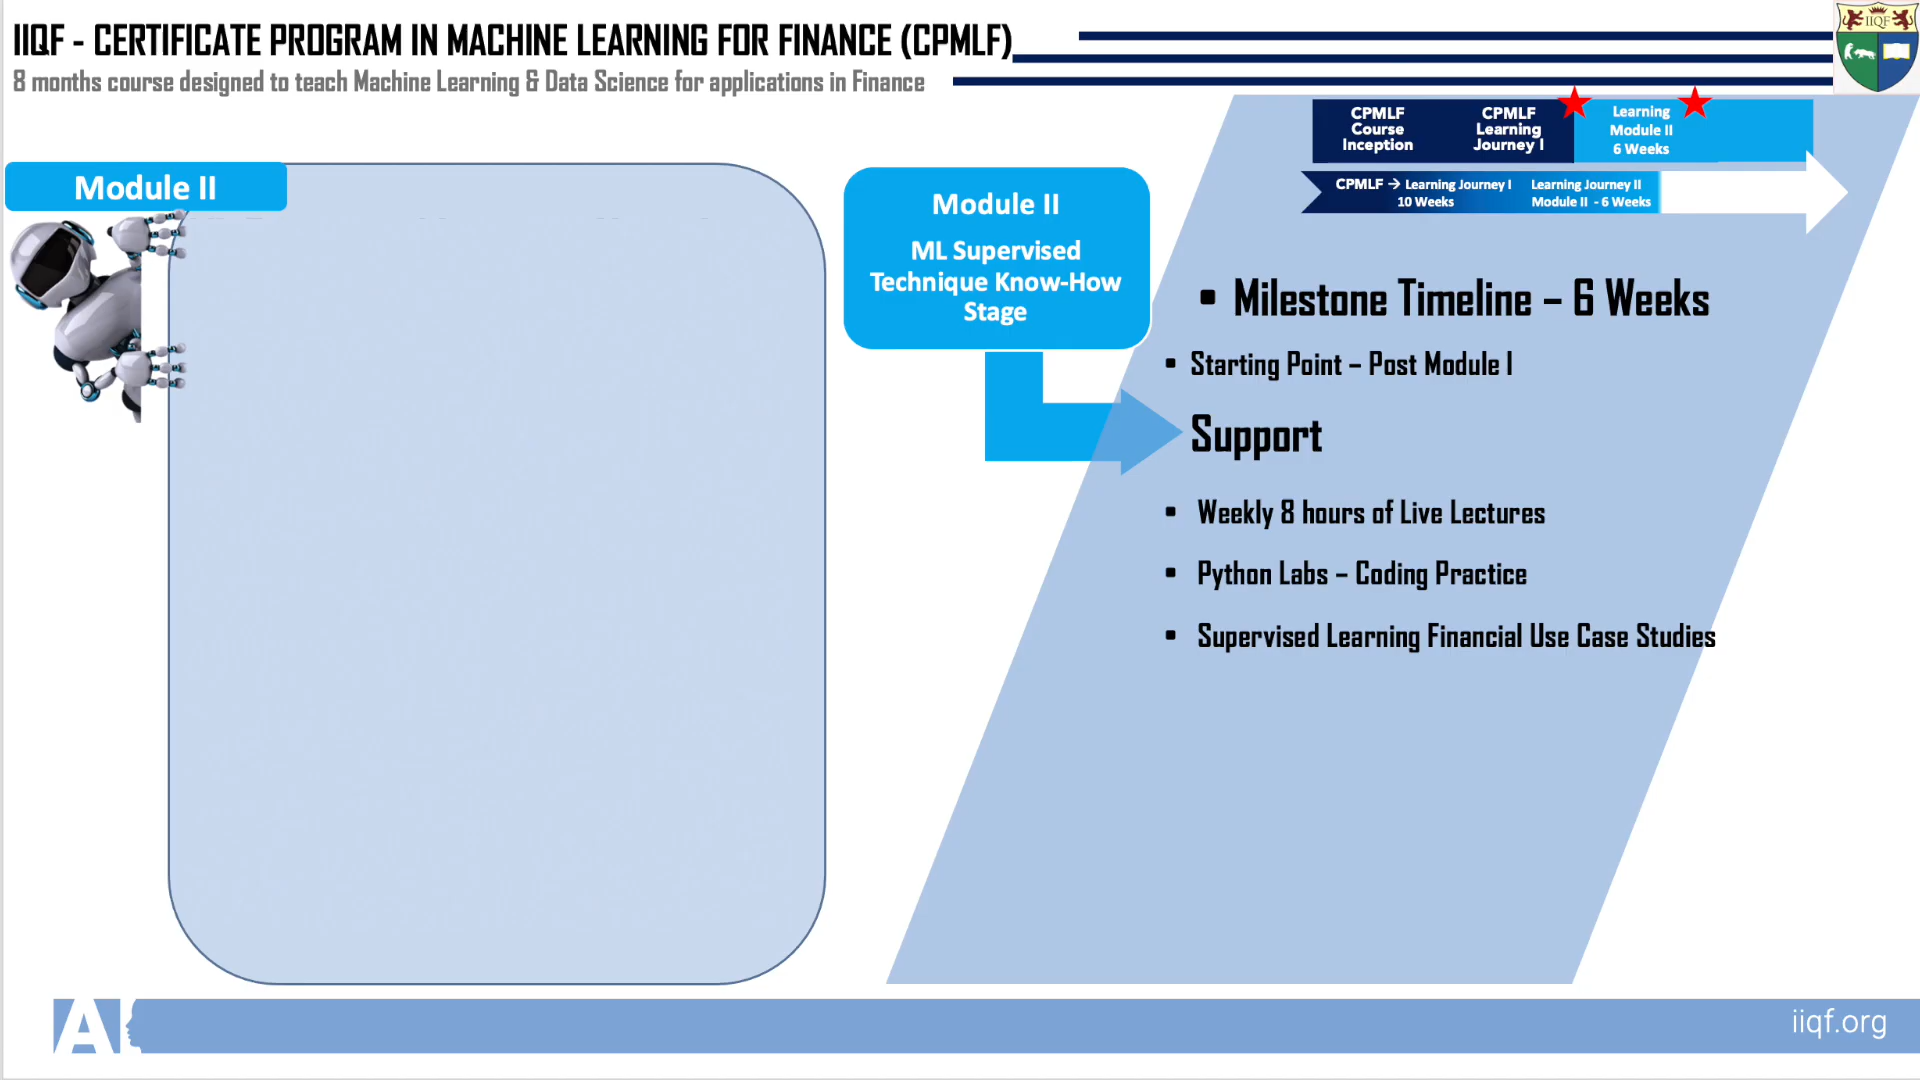 IIQF - CERTIFICATE PROGRAM IN MACHINE LEARNING FOR FINANCE (CPMLF)
8 months course designed to teach Machine Learning & Data Science for applications in Finance
IIQF
CPMLF
Course
Inception
CPMLF
Learning
Journey I
Learning
Module II
6 Weeks
CPMLF → Learning Journey I
10 Weeks
Learning Journey II
Module II - 6 Weeks
Module II
Module II
ML Supervised
Technique Know-How
Stage
▪ Milestone Timeline – 6 Weeks
▪ Starting Point – Post Module I
Support
▪ Weekly 8 hours of Live Lectures
▪ Python Labs – Coding Practice
▪ Supervised Learning Financial Use Case Studies
AI
iiqf.org